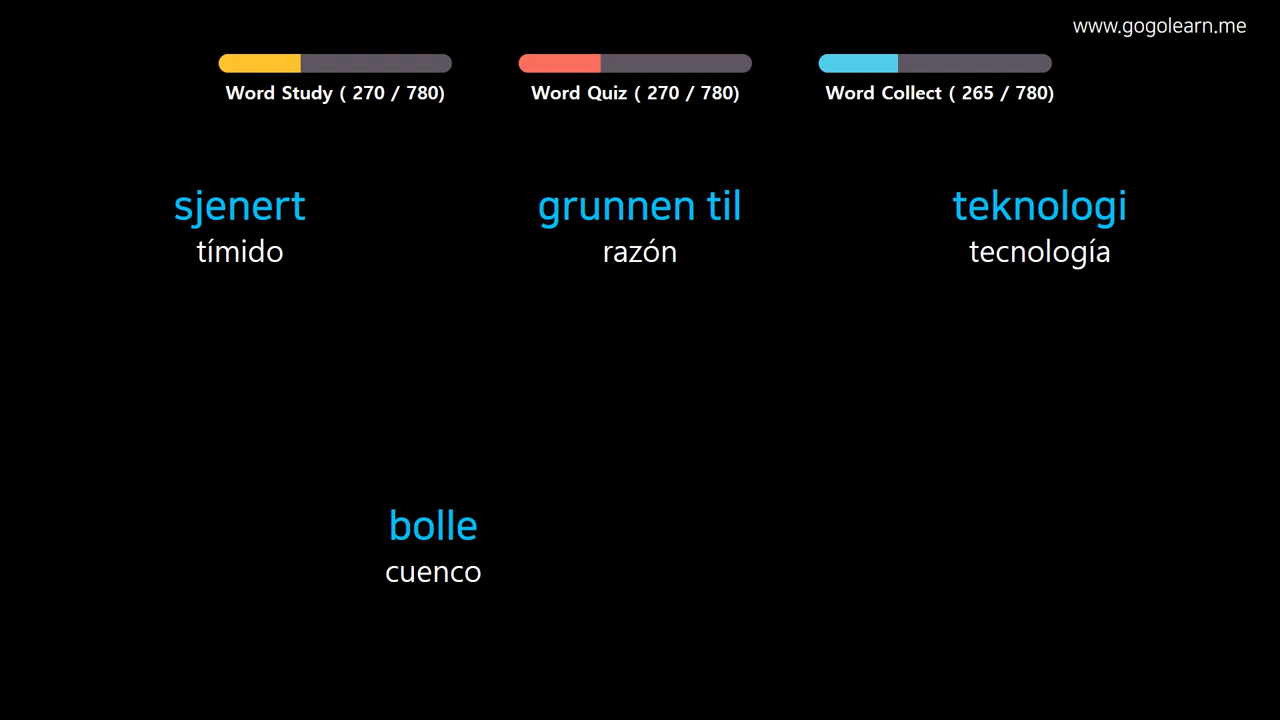 www.gogolearn.me
Word Study ( 270 / 780)
Word Quiz ( 270 / 780)
Word Collect ( 265 / 780)
sjenert
tímido
grunnen til
razón
teknologi
tecnología
bolle
cuenco